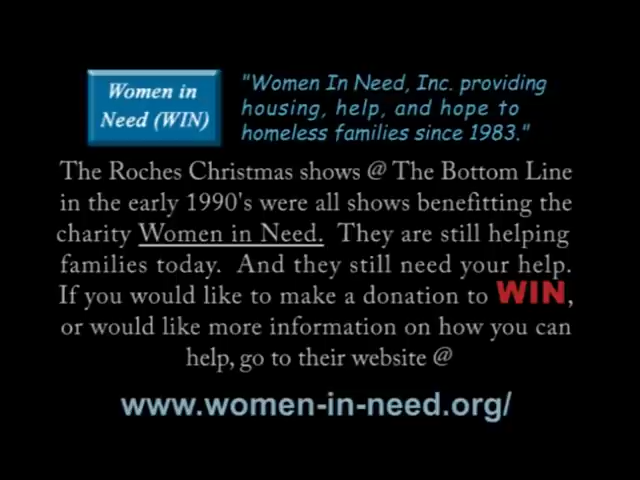 Women in
Need (WIN)
"Women In Need, Inc. providing
housing, help, and hope to
homeless families since 1983."
The Roches Christmas shows @ The Bottom Line
in the early 1990's were all shows benefitting the
charity Women in Need.  They are still helping
families today.  And they still need your help.
If you would like to make a donation to WIN,
or would like more information on how you can
help, go to their website @
www.women-in-need.org/